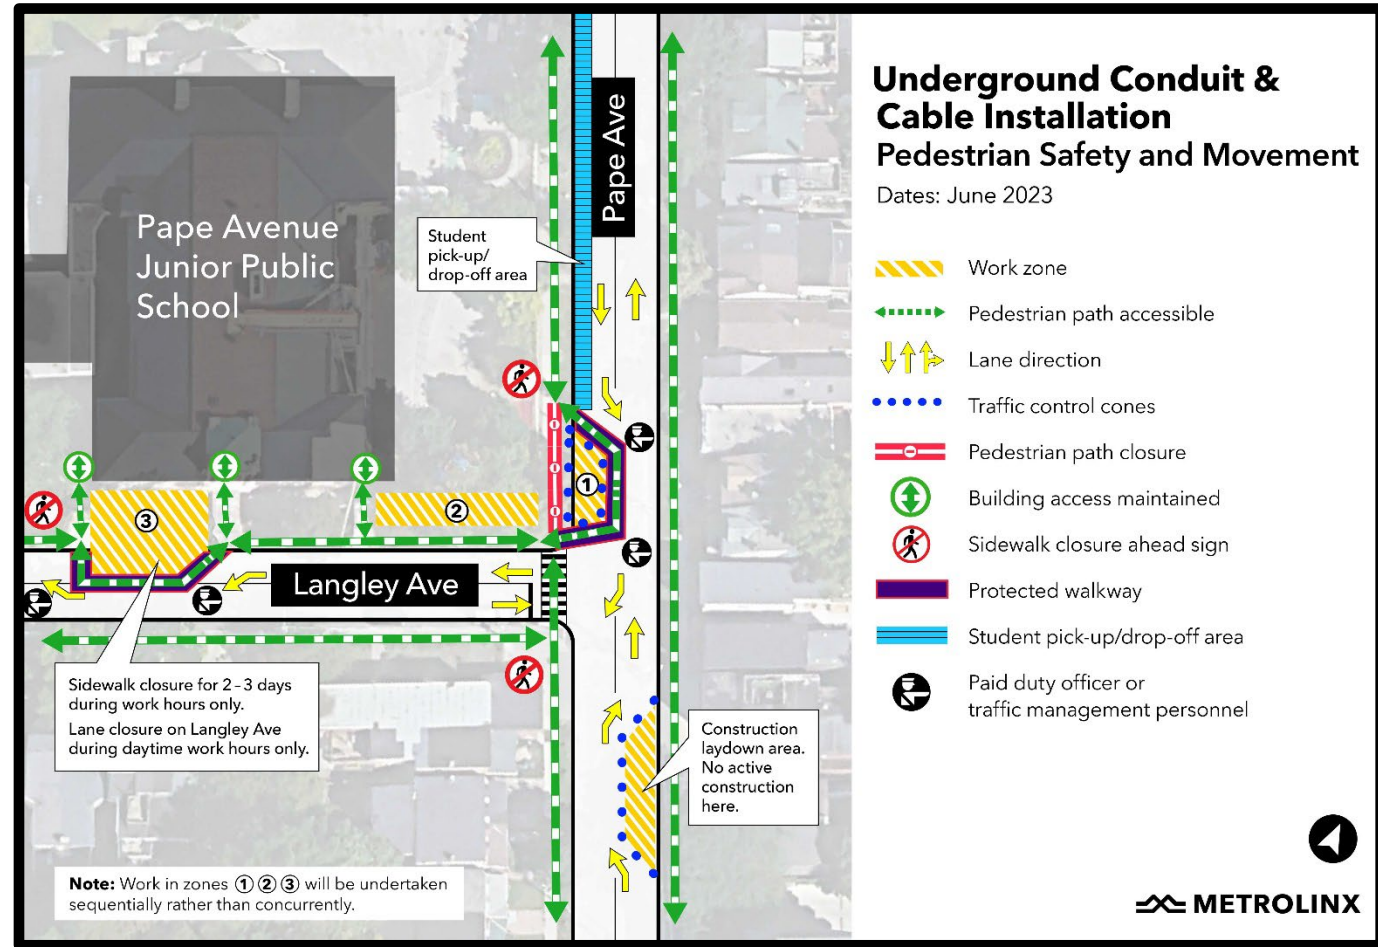 Underground Conduit &
Cable Installation
Pedestrian Safety and Movement
Dates: June 2023
Work zone
Pedestrian path accessible
Lane direction
Traffic control cones
Pedestrian path closure
Building access maintained
Sidewalk closure ahead sign
Protected walkway
Student pick-up/drop-off area
Paid duty officer or
traffic management personnel
METROLINX
Pape Avenue
Junior Public
School
Pape Ave
Student
pick-up/
drop-off area
1
2
3
Langley Ave
Sidewalk closure for 2–3 days
during work hours only.
Lane closure on Langley Ave
during daytime work hours only.
Construction
laydown area.
No active
construction
here.
Note: Work in zones 1 2 3 will be undertaken
sequentially rather than concurrently.